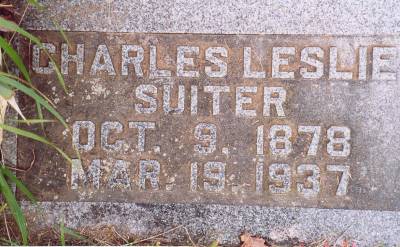 CHARLES LESLIE
SUITER
OCT. 9. 1878
MAR. 19. 1937